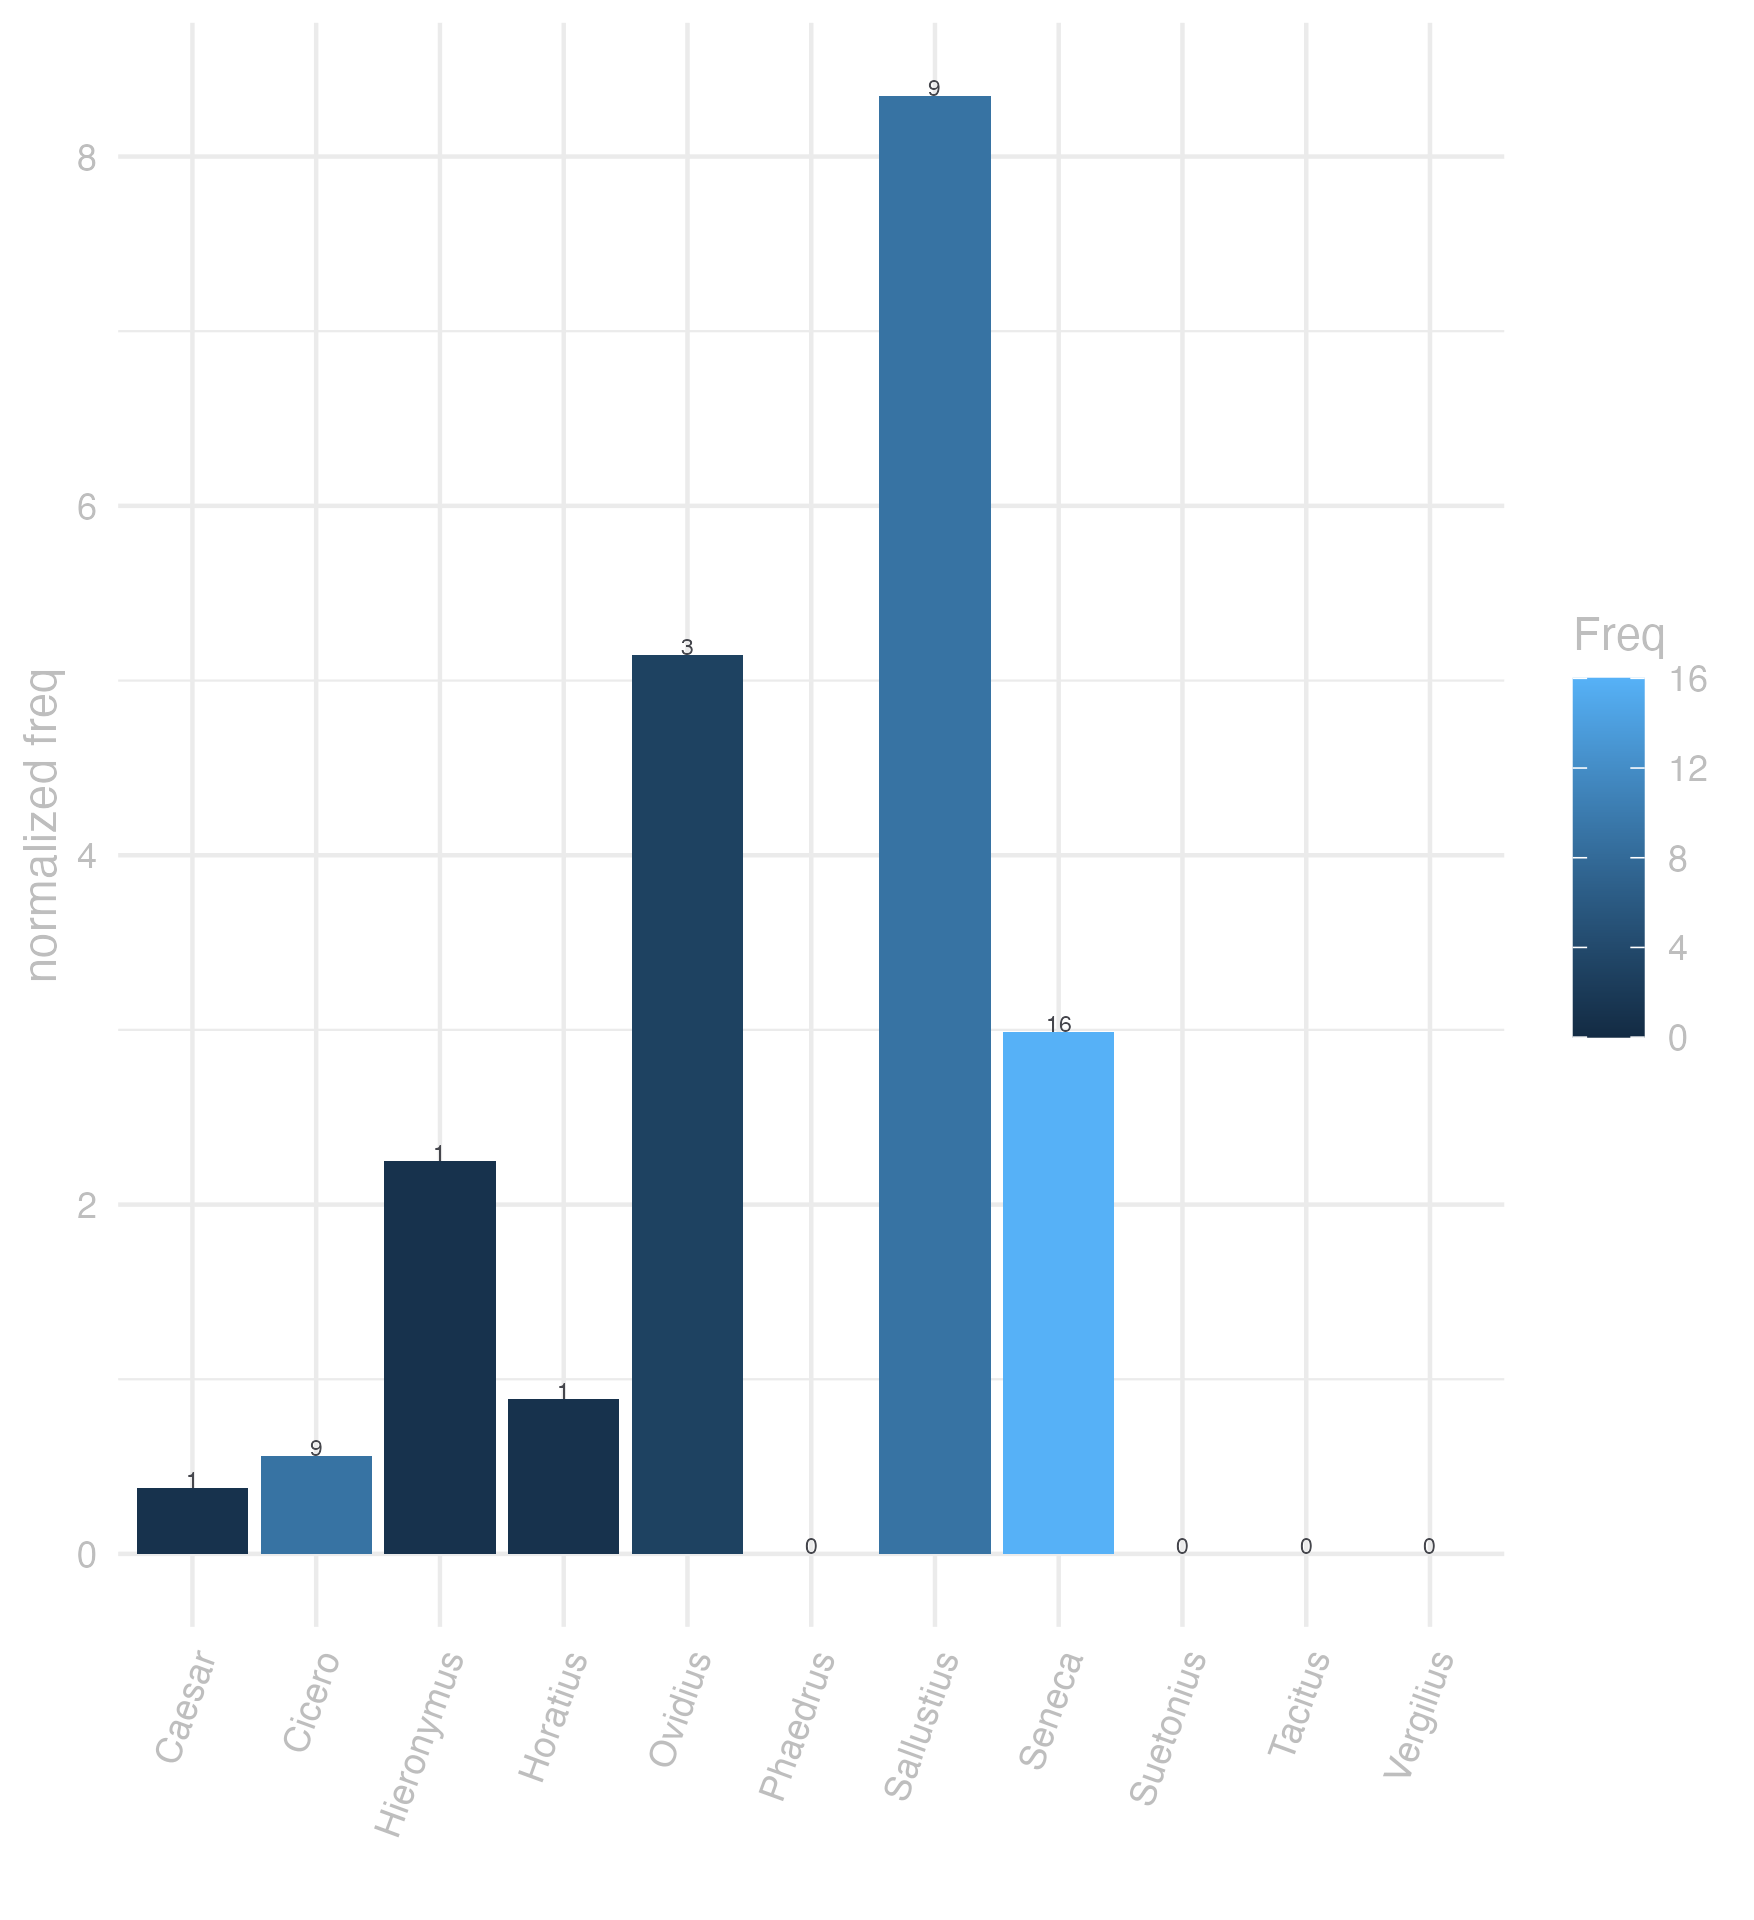 normalized freq
8
6
4
2
0
9
3
16
1
1
9
1
0
0
0
0
Caesar
Cicero
Hieronymus
Horatius
Ovidius
Phaedrus
Sallustius
Seneca
Suetonius
Tacitus
Vergilius
Freq
16
12
8
4
0